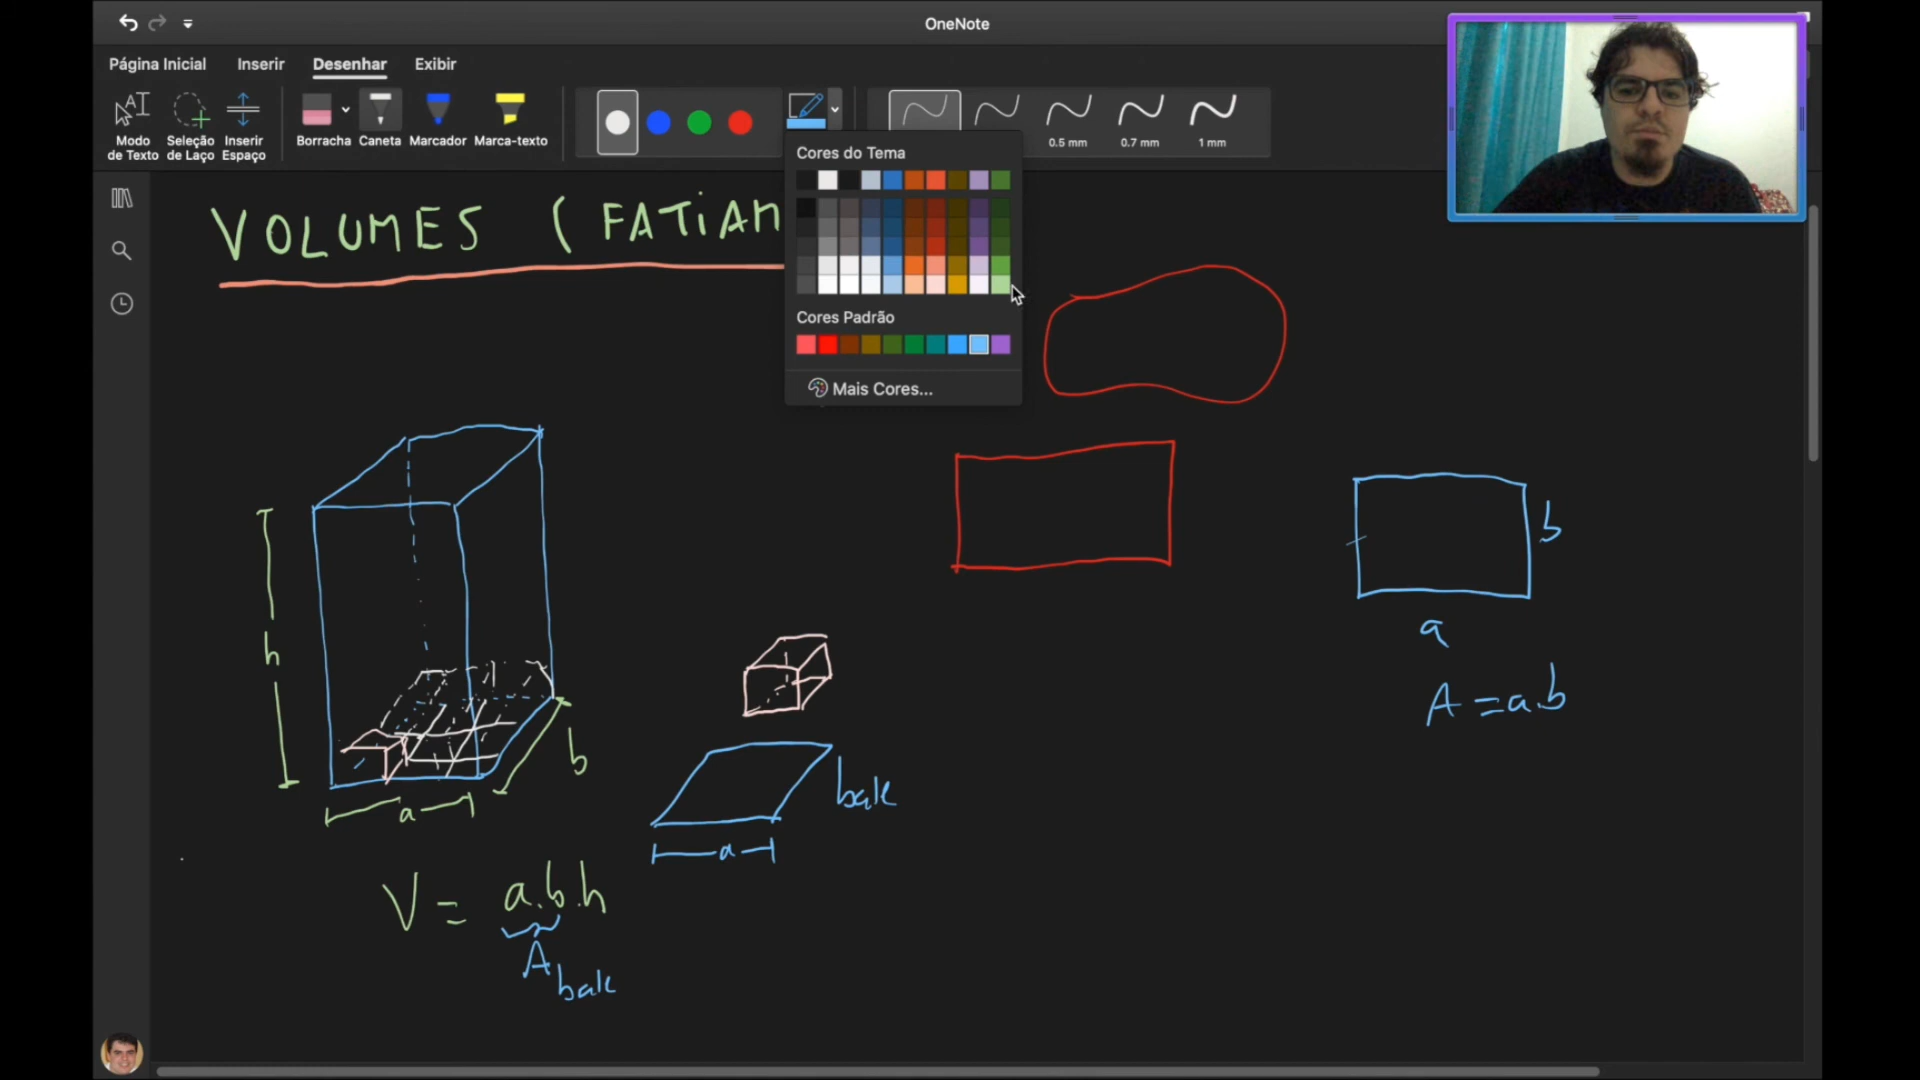 OneNote
Página Inicial Inserir Desenhar Exibir
Modo de Texto
Seleção de Laço
Inserir Espaço
Borracha
Caneta
Marcador
Marca-texto
0.5 mm
0.7 mm
1 mm
Cores do Tema
Cores Padrão
Mais Cores...
VOLUMES (FATIAM
h
a
b
b
a
A = a.b
base
a
V = a.b.h
A base